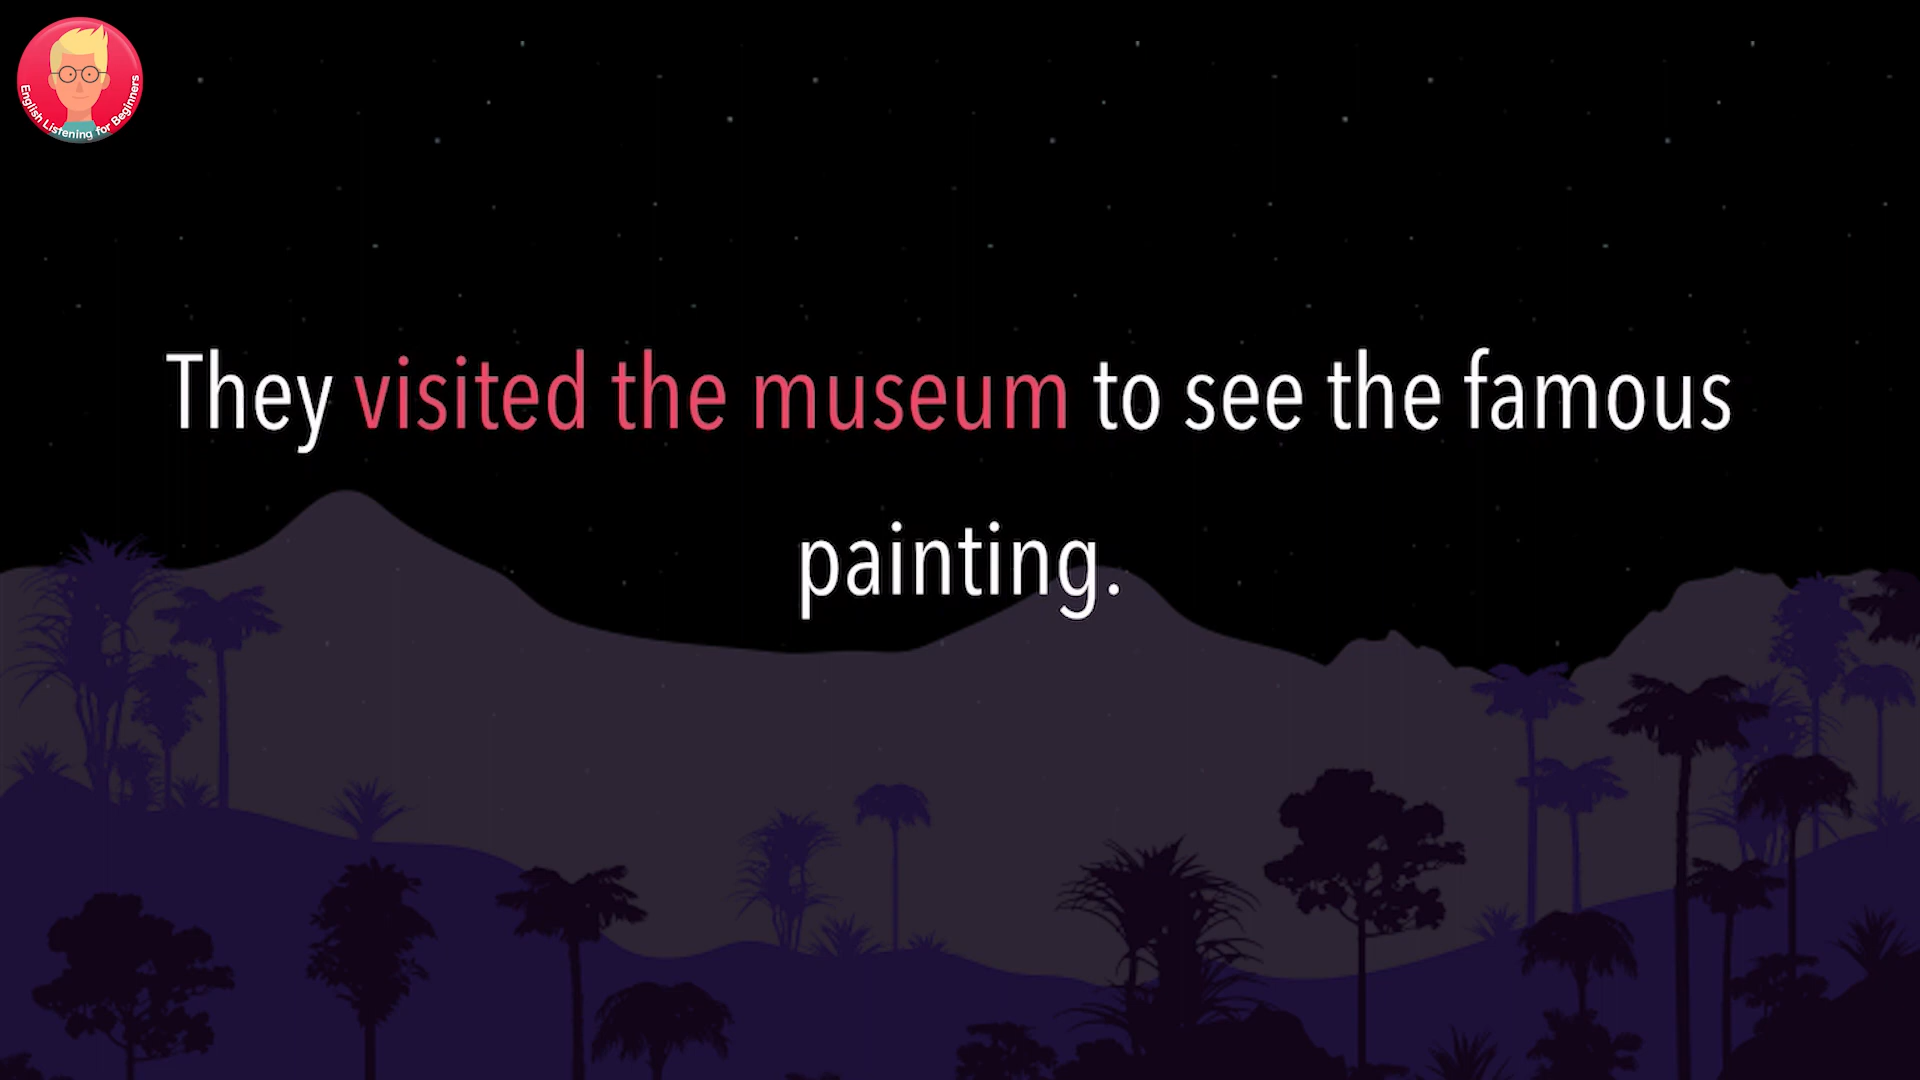 English Listening for Beginners
They visited the museum to see the famous
painting.